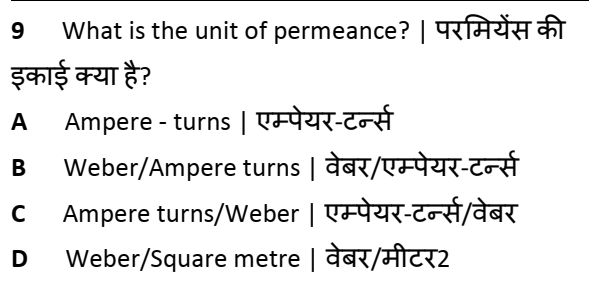 9 What is the unit of permeance? | परमियेंस की
इकाई क्या है?
A Ampere - turns | एम्पेयर-टर्न्स
B Weber/Ampere turns | वेबर/एम्पेयर-टर्न्स
C Ampere turns/Weber | एम्पेयर-टर्न्स/वेबर
D Weber/Square metre | वेबर/मीटर2